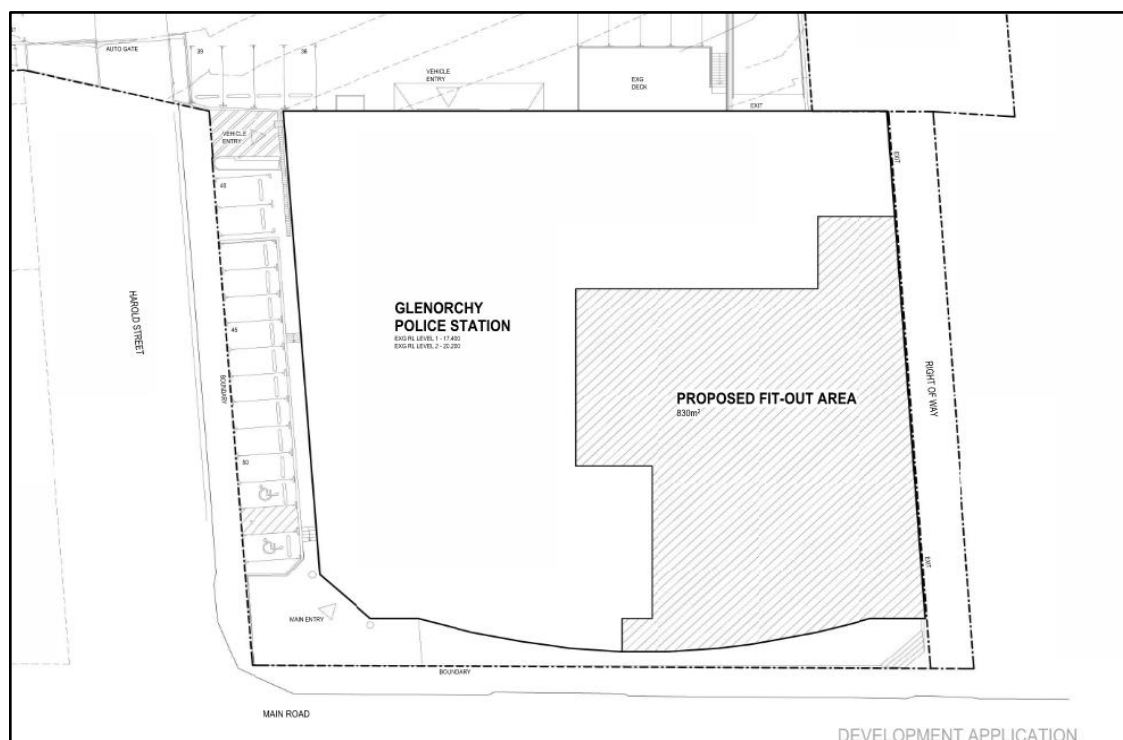 AUTO GATE
39
38
VEHICLE
ENTRY
EXG
DECK
EXIT
VEHICLE
ENTRY
EXIT
48
GLENORCHY
POLICE STATION
EXG RL LEVEL 1 - 17.400
EXG RL LEVEL 2 - 20.200
HAROLD STREET
45
BOUNDARY
PROPOSED FIT-OUT AREA
830m²
RIGHT OF WAY
50
EXIT
MAIN ENTRY
BOUNDARY
MAIN ROAD
DEVELOPMENT APPLICATION